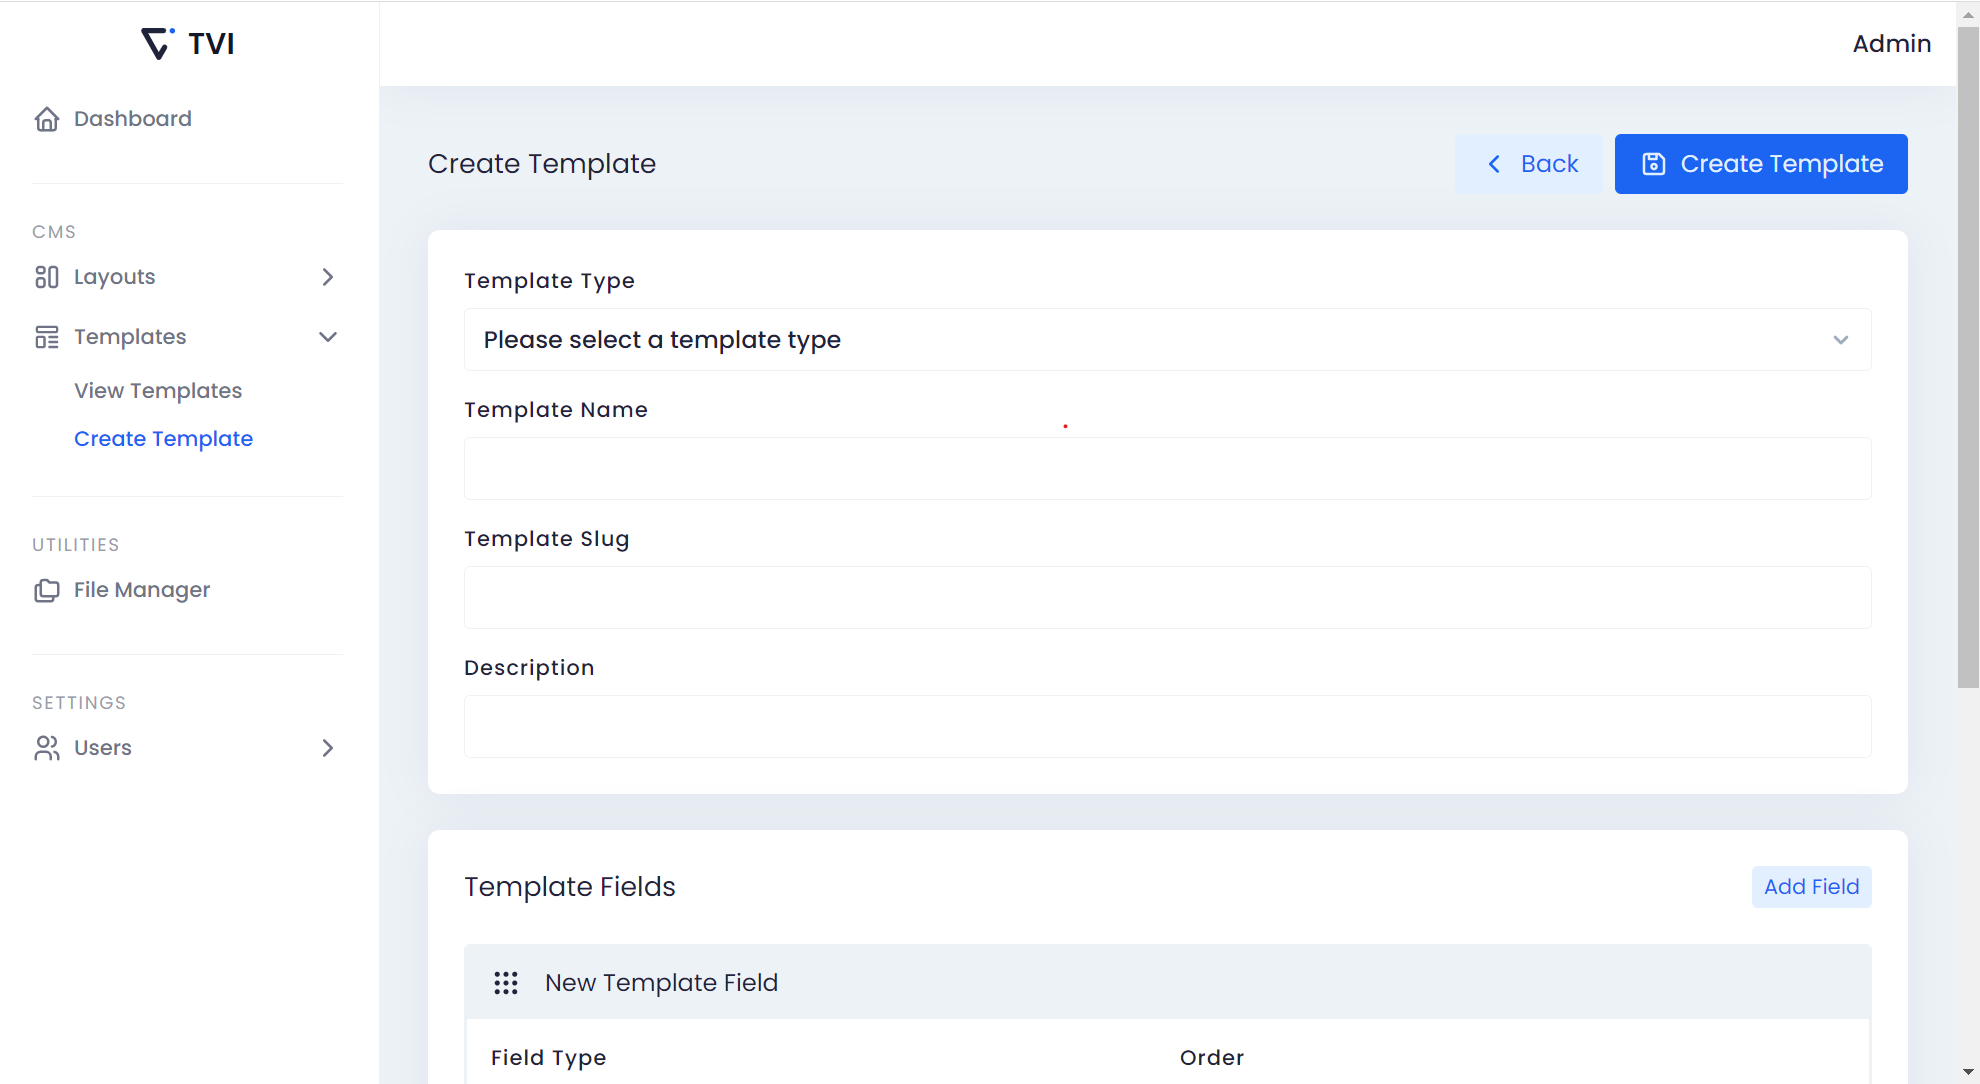 TVI
Admin
Dashboard
Create Template
Back
Create Template
CMS
Layouts
Templates
View Templates
Create Template
UTILITIES
File Manager
SETTINGS
Users
Template Type
Please select a template type
Template Name
Template Slug
Description
Template Fields
Add Field
New Template Field
Field Type
Order